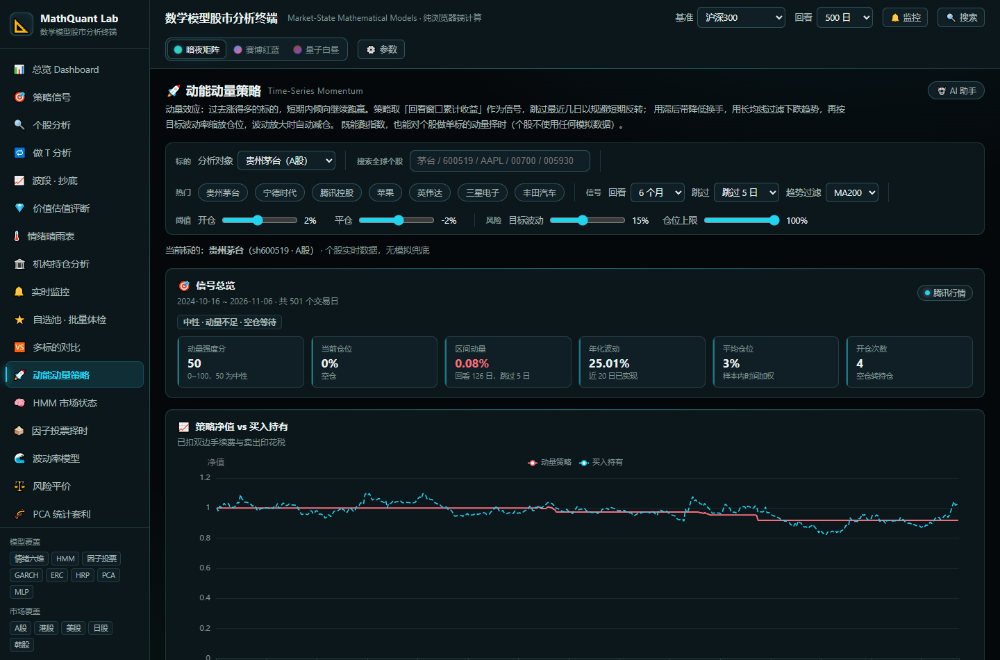 MathQuant Lab
数学模型股市分析终端
总览 Dashboard
策略信号
个股分析
做 T 分析
波段 · 抄底
价值估值评断
情绪晴雨表
机构持仓分析
实时监控
自选池 · 批量体检
VS 多标的对比
动能动量策略
HMM 市场状态
因子投票择时
波动率模型
风险平价
PCA 统计套利
模型覆盖
情绪六维 HMM 因子投票
GARCH ERC HRP PCA
MLP
市场覆盖
A股 港股 美股 日股
韩股
数学模型股市分析终端 Market-State Mathematical Models · 纯浏览器端计算
基准 沪深300 回看 500 日 监控 搜索
暗夜矩阵 赛博红蓝 量子白昼 参数
动能动量策略 Time-Series Momentum
AI 助手
动量效应：过去涨得多的标的，短期内倾向继续跑赢。策略取「回看窗口累计收益」作为信号，跳过最近几日以规避短期反转； 用滞后带降低换手，用长均线过滤下跌趋势，再按
目标波动率缩放仓位，波动放大时自动减仓。 既能跑指数，也能对个股做单标的动量择时（个股不使用任何模拟数据）。
标的 分析对象 贵州茅台（A股） 搜索全球个股 茅台 / 600519 / AAPL / 00700 / 005930
热门 贵州茅台 宁德时代 腾讯控股 苹果 英伟达 三星电子 丰田汽车 信号 回看 6 个月 跳过 跳过 5 日 趋势过滤 MA200
阈值 开仓 2% 平仓 -2% 风险 目标波动 15% 仓位上限 100%
当前标的：贵州茅台（sh600519 · A股） · 个股实时数据，无模拟兜底
信号总览
2024-10-16 ~ 2026-11-06 · 共 501 个交易日
腾讯行情
中性 · 动量不足 · 空仓等待
动量强度分
50
0~100，50 为中性
当前仓位
0%
空仓
区间动量
0.08%
回看 126 日，跳过 5 日
年化波动
25.01%
近 20 日已实现
平均仓位
3%
样本内时间加权
开仓次数
4
空仓转持仓
策略净值 vs 买入持有
已扣双边手续费与卖出印花税
净值
动量策略 买入持有
1.2
1
0.8
0.6
0.4
0.2
0